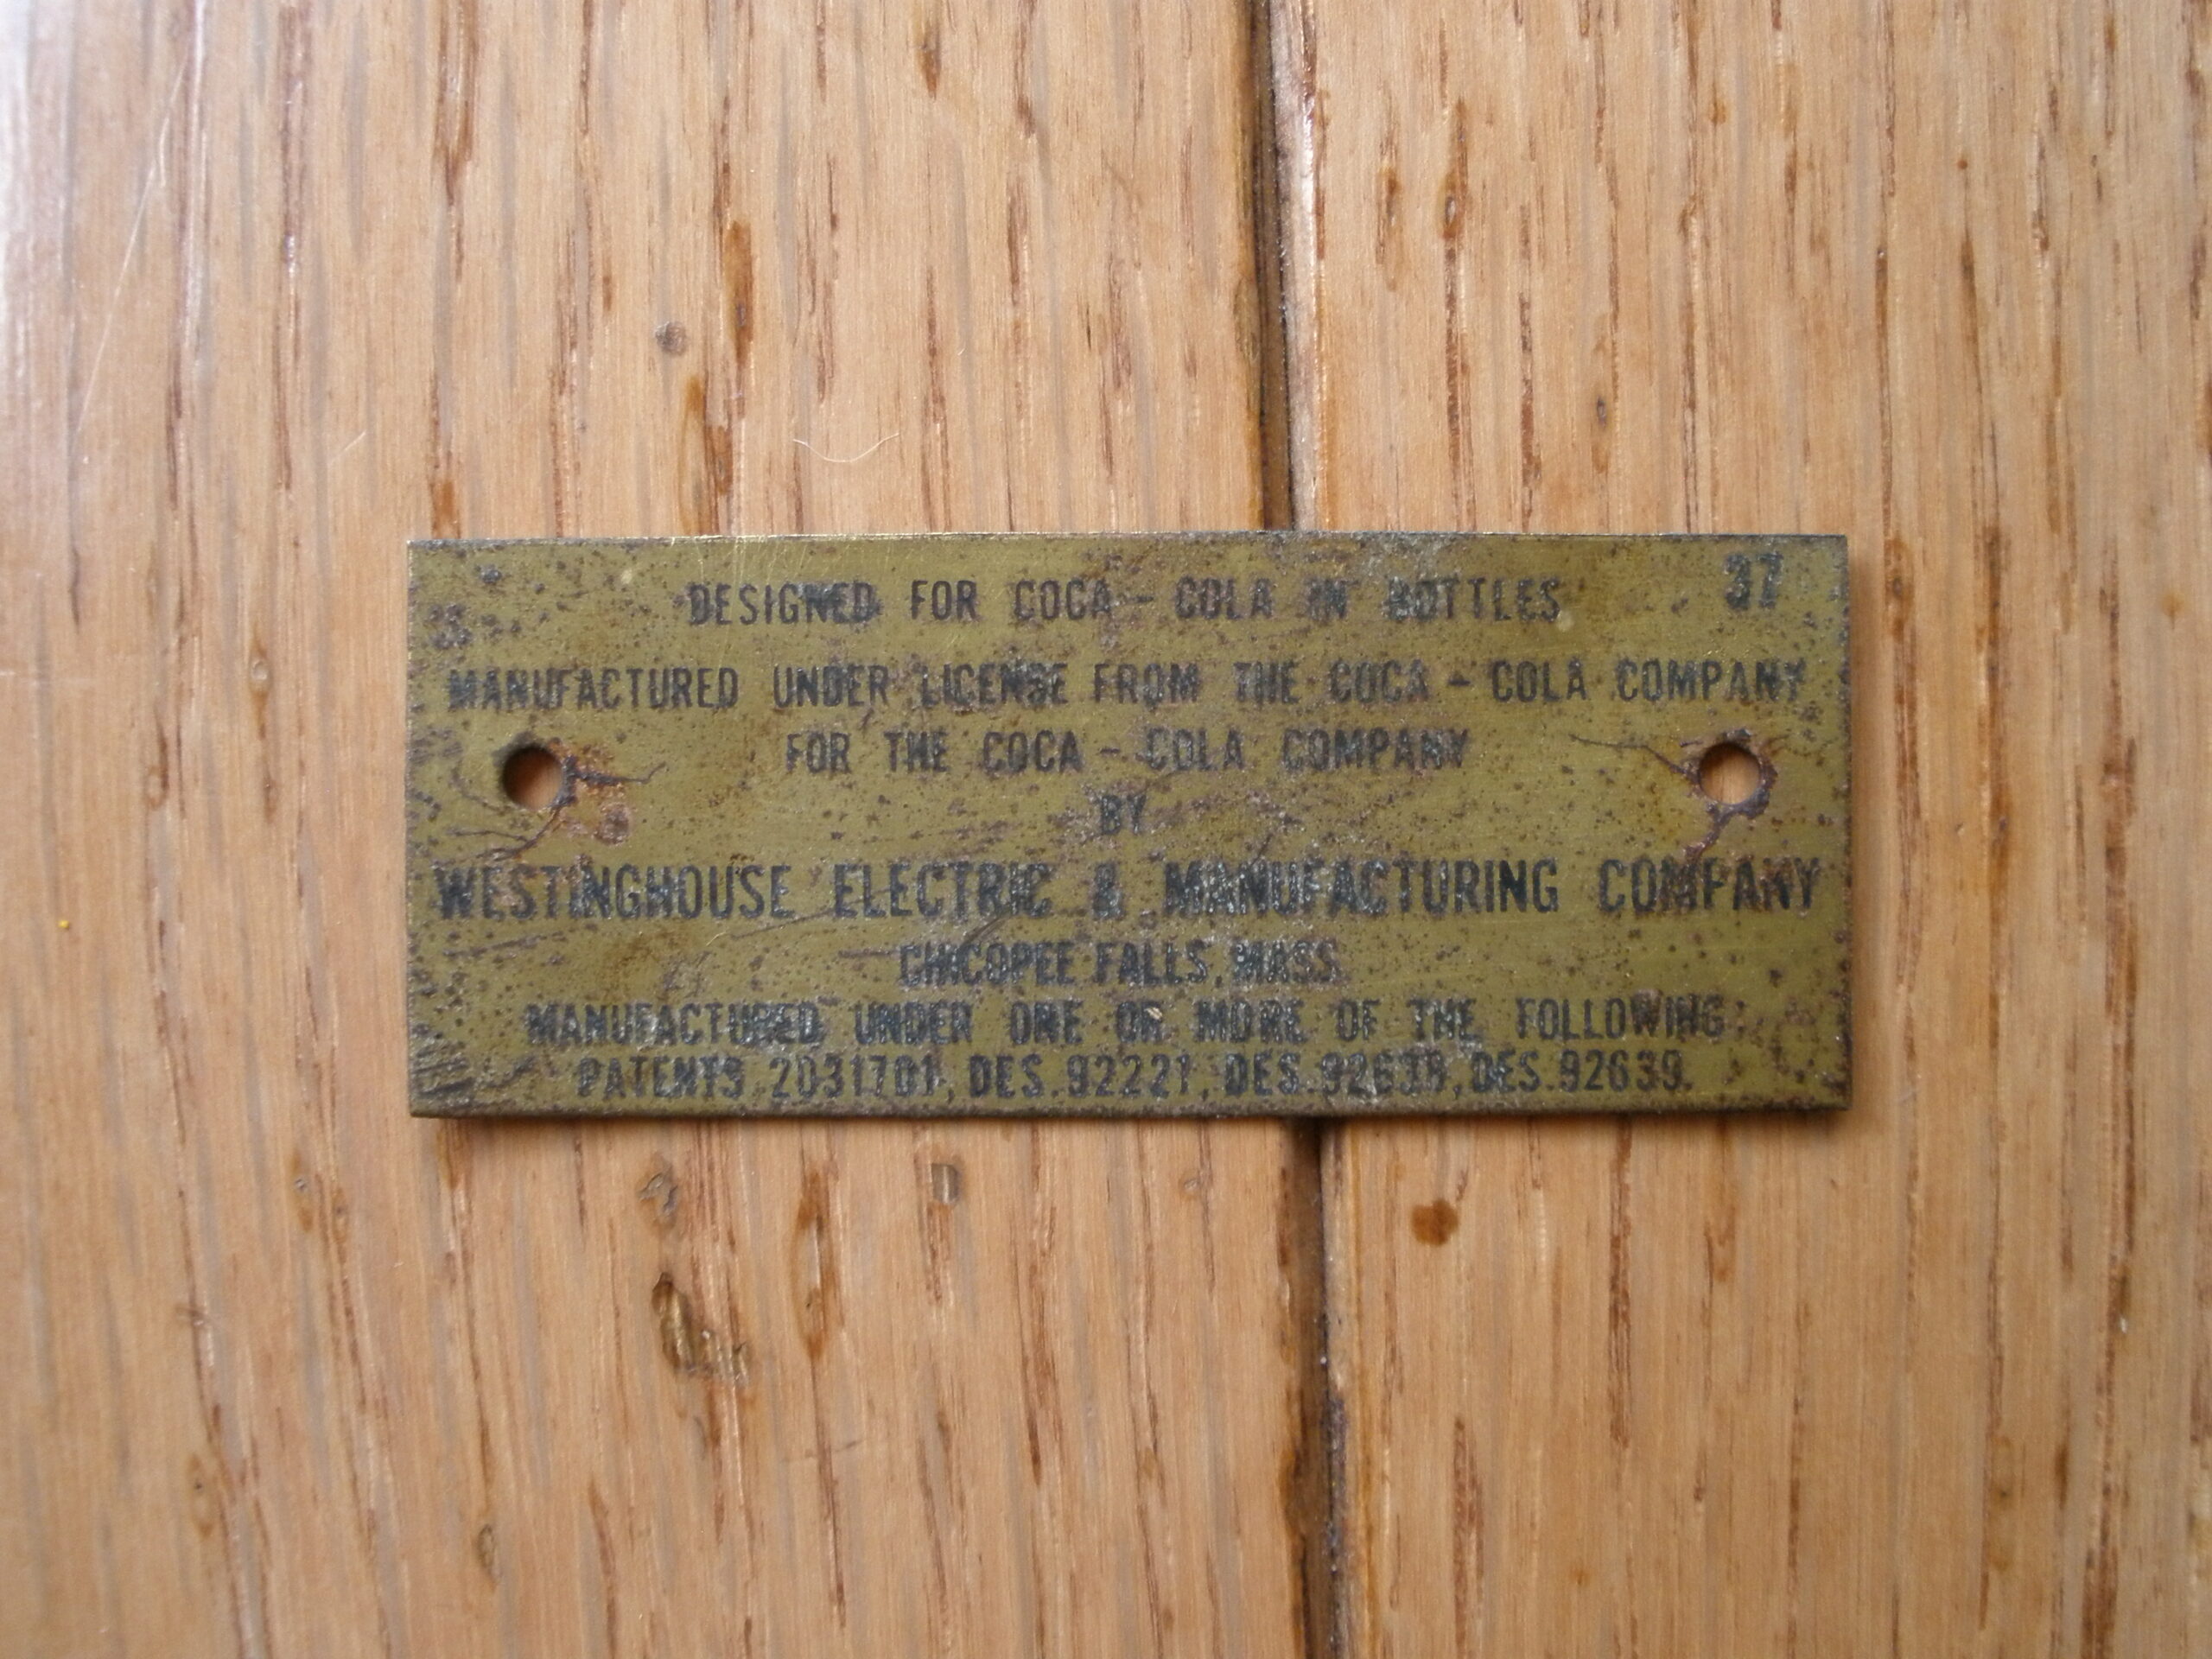 DESIGNED FOR COCA - COLA IN BOTTLES 37
MANUFACTURED UNDER LICENSE FROM THE COCA - COLA COMPANY
FOR THE COCA - COLA COMPANY
BY
WESTINGHOUSE ELECTRIC & MANUFACTURING COMPANY
CHICOPEE FALLS, MASS.
MANUFACTURED UNDER ONE OR MORE OF THE FOLLOWING:
PATENTS 2031701, DES. 92221, DES. 92638, DES. 92639.